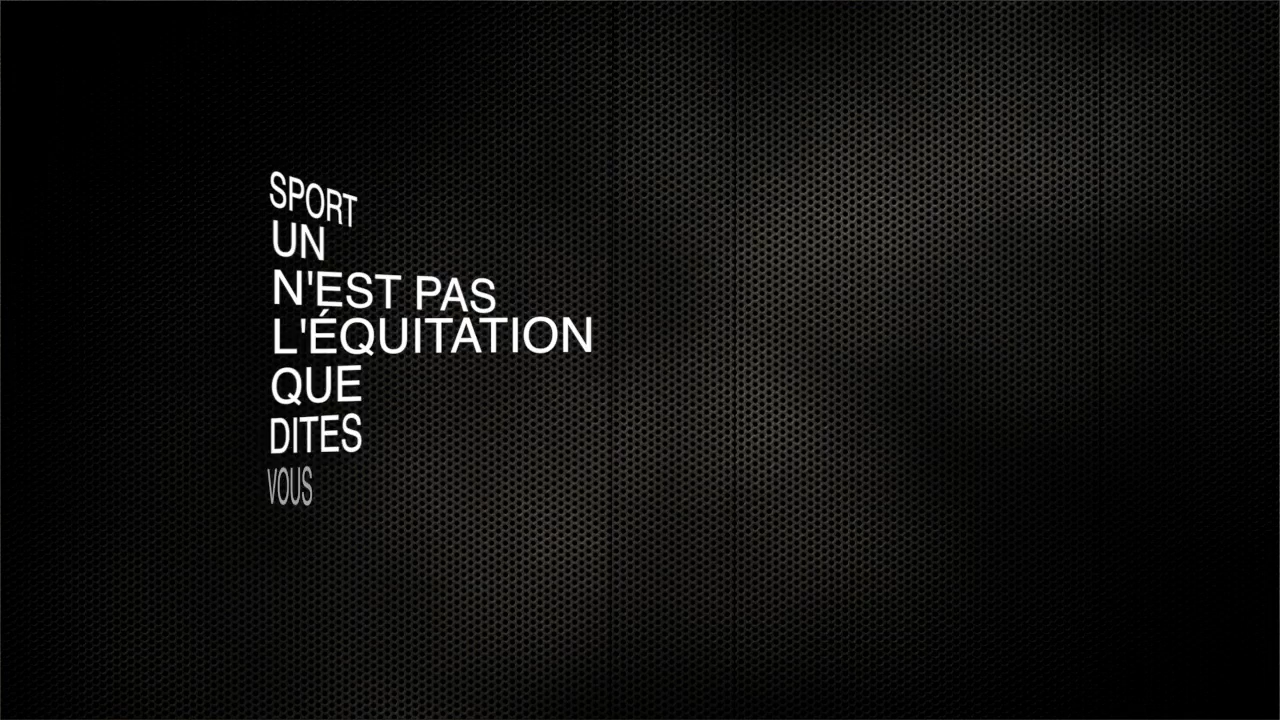 SPORT
UN
N'EST PAS
L'ÉQUITATION
QUE
DITES
VOUS